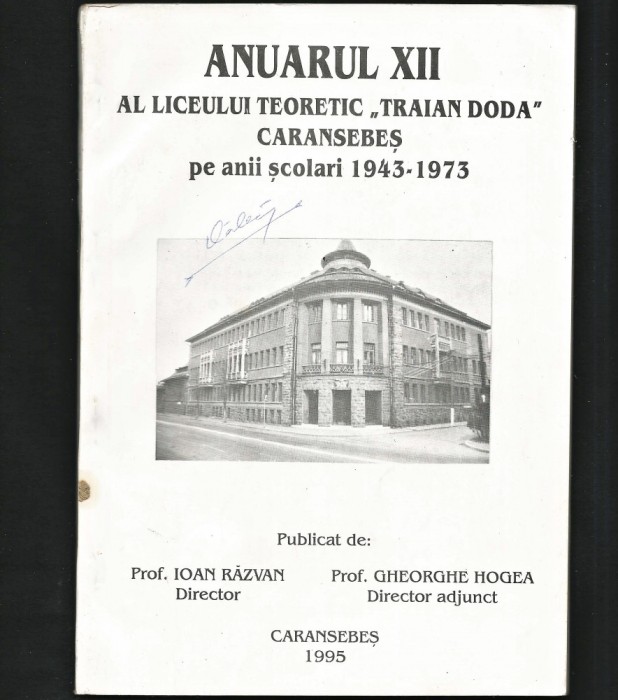 ANUARUL XII
AL LICEULUI TEORETIC „TRAIAN DODA"
CARANSEBEȘ
pe anii școlari 1943-1973
Publicat de:
Prof. IOAN RĂZVAN
Director
Prof. GHEORGHE HOGEA
Director adjunct
CARANSEBEȘ
1995